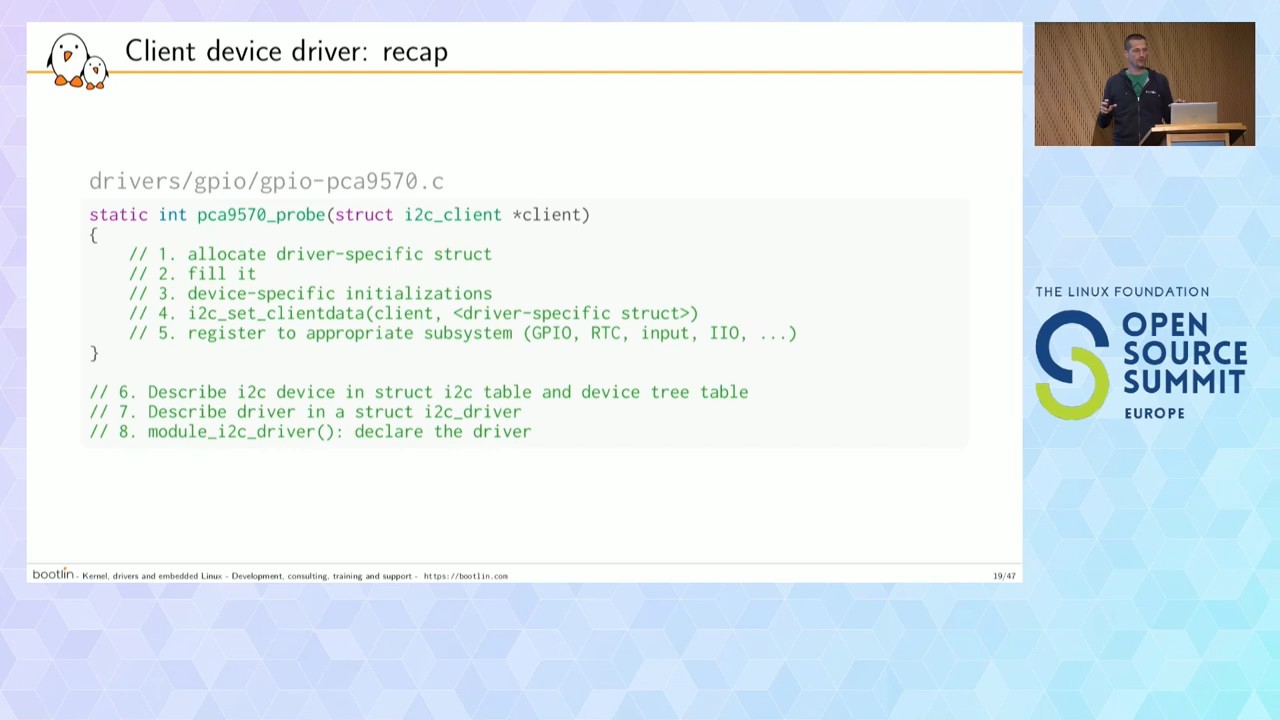 Client device driver: recap
drivers/gpio/gpio-pca9570.c
static int pca9570_probe(struct i2c_client *client)
{
// 1. allocate driver-specific struct
// 2. fill it
// 3. device-specific initializations
// 4. i2c_set_clientdata(client, <driver-specific struct>)
// 5. register to appropriate subsystem (GPIO, RTC, input, IIO, ...)
}
// 6. Describe i2c device in struct i2c table and device tree table
// 7. Describe driver in a struct i2c_driver
// 8. module_i2c_driver(): declare the driver
bootlin - Kernel, drivers and embedded Linux - Development, consulting, training and support - https://bootlin.com
19/47
THE LINUX FOUNDATION
OPEN
SOURCE
SUMMIT
EUROPE